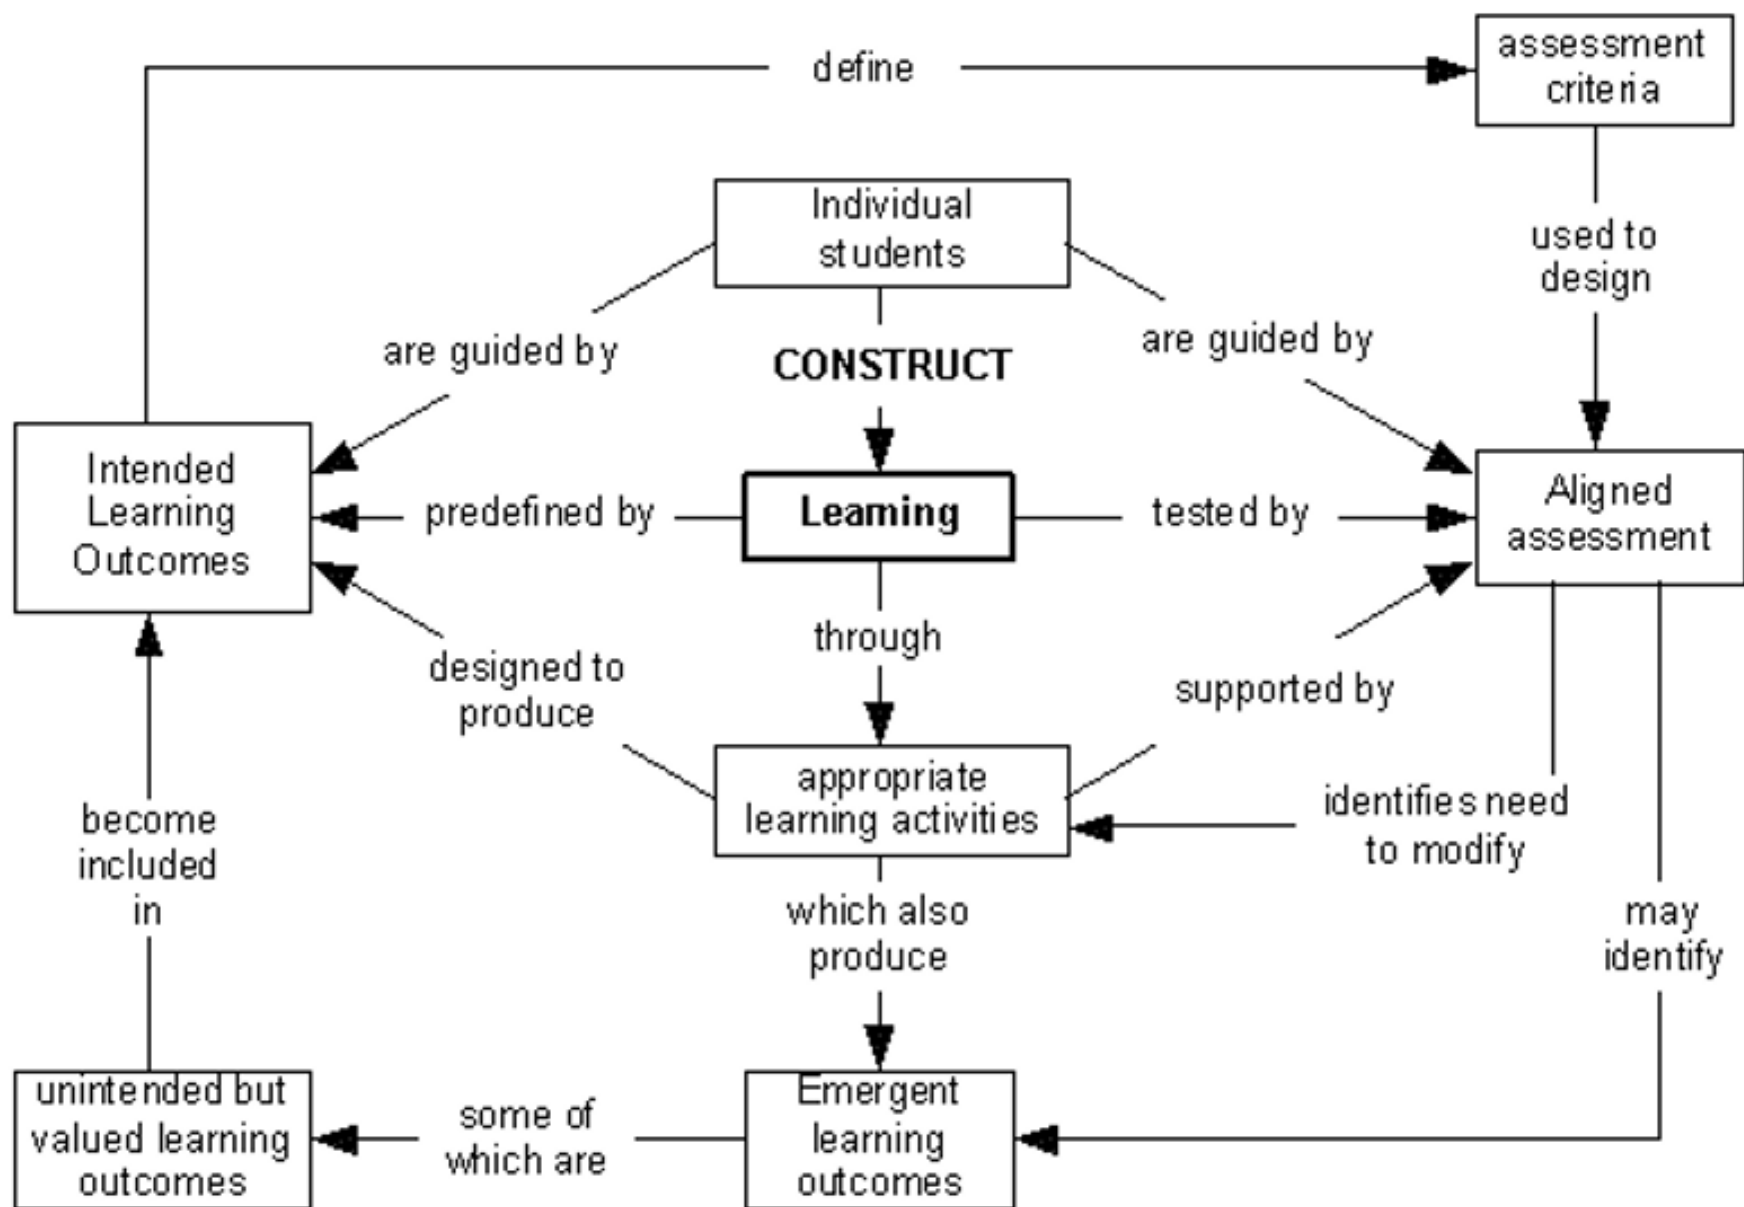 define
assessment
criteria
Individual
students
used to
design
are guided by
CONSTRUCT
are guided by
Intended
Learning
Outcomes
predefined by
Learning
tested by
Aligned
assessment
designed to
produce
through
supported by
appropriate
learning activities
identifies need
to modify
become
included
in
which also
produce
may
identify
unintended but
valued learning
outcomes
some of
which are
Emergent
learning
outcomes